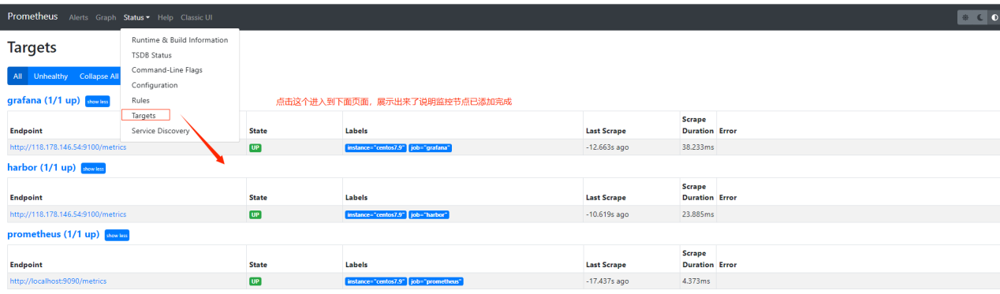 Prometheus Alerts Graph Status Help Classic UI
Targets
Runtime & Build Information
TSDB Status
Command-Line Flags
Configuration
Rules
Targets
Service Discovery
All Unhealthy Collapse All
grafana (1/1 up) show less
点击这个进入到下面页面，展示出来了说明监控节点已添加完成
Endpoint State Labels Last Scrape Scrape Duration Error
http://118.178.146.54:9100/metrics UP instance="centos7.9" job="grafana" -12.663s ago 38.233ms
harbor (1/1 up) show less
Endpoint State Labels Last Scrape Scrape Duration Error
http://118.178.146.54:9100/metrics UP instance="centos7.9" job="harbor" -10.619s ago 23.885ms
prometheus (1/1 up) show less
Endpoint State Labels Last Scrape Scrape Duration Error
http://localhost:9090/metrics UP instance="centos7.9" job="prometheus" -17.437s ago 4.373ms